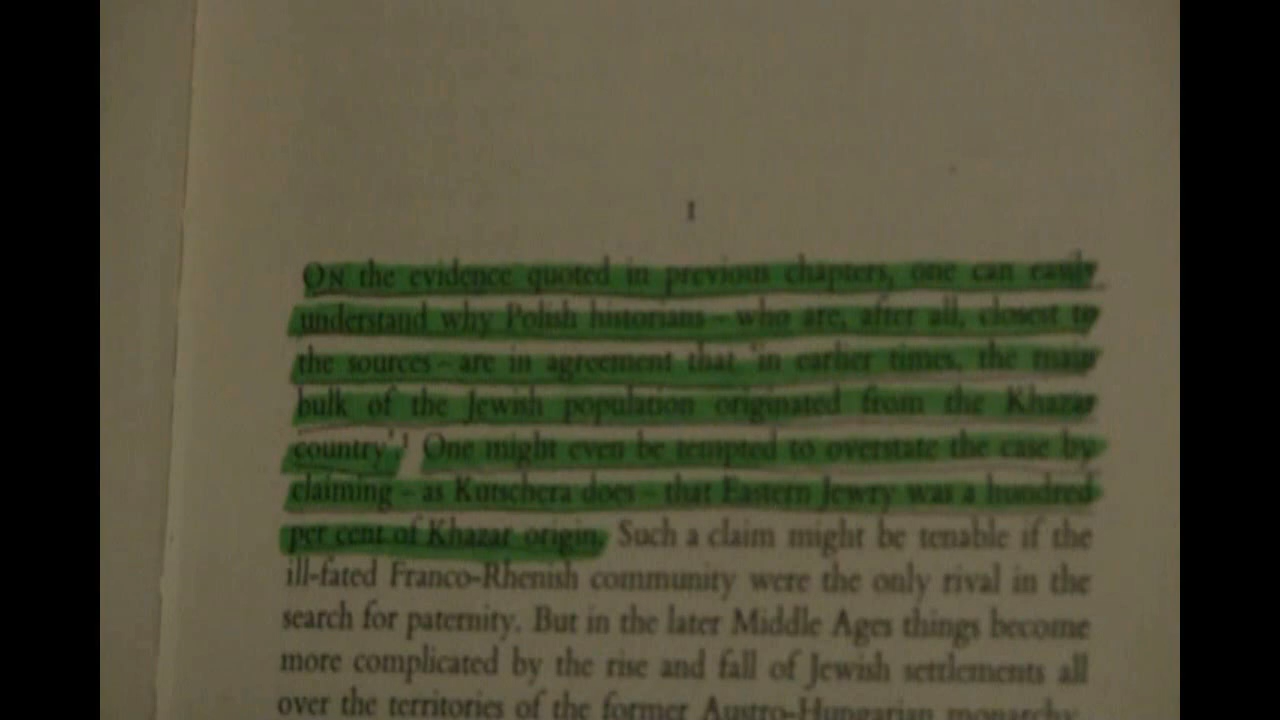 I
ON the evidence quoted in previous chapters, one can easily
understand why Polish historians – who are, after all, closest to
the sources – are in agreement that 'in earlier times, the main
bulk of the Jewish population originated from the Khazar
country'.¹ One might even be tempted to overstate the case by
claiming – as Kutschera does – that Eastern Jewry was a hundred
per cent of Khazar origin. Such a claim might be tenable if the
ill-fated Franco-Rhenish community were the only rival in the
search for paternity. But in the later Middle Ages things become
more complicated by the rise and fall of Jewish settlements all
over the territories of the former Austro-Hungarian monarchy,